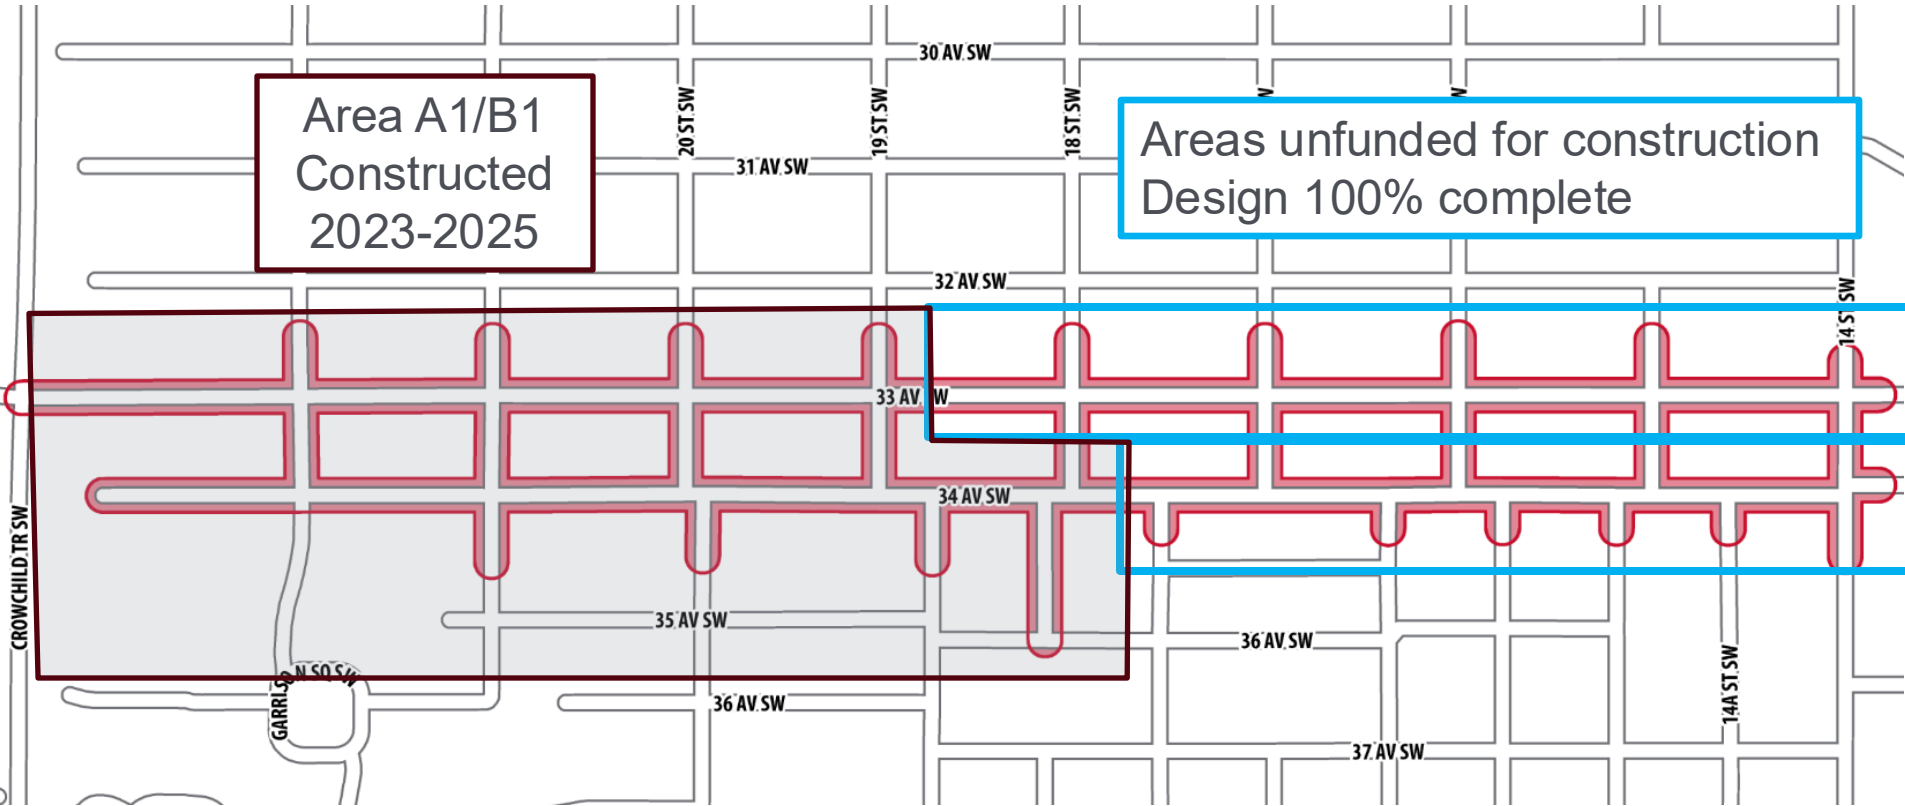 30 AV SW
Area A1/B1
Constructed
2023-2025
20 ST SW
19 ST SW
18 ST SW
W
W
Areas unfunded for construction
Design 100% complete
31 AV SW
32 AV SW
14 ST SW
33 AV W
34 AV SW
CROWCHILD TR SW
35 AV SW
36 AV SW
GARRISON SQ SW
36 AV SW
14A ST SW
37 AV SW